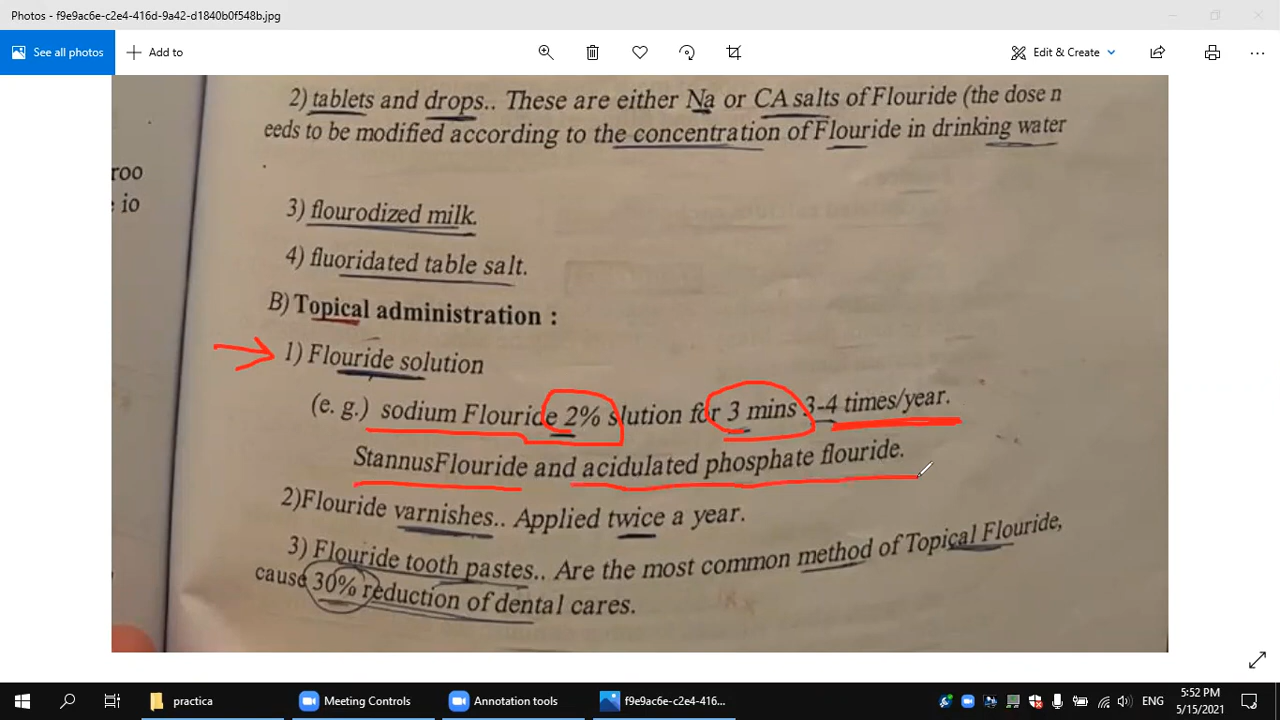 Photos - f9e9ac6e-c2e4-416d-9a42-d1840b0f548b.jpg
See all photos
Add to
Edit & Create
2) tablets and drops.. These are either Na or CA salts of Flouride (the dose n
eeds to be modified according to the concentration of Flouride in drinking water
roo
io
3) flourodized milk.
4) fluoridated table salt.
B) Topical administration :
1) Flouride solution
(e. g.) sodium Flouride 2% slution for 3 mins 3-4 times/year.
StannusFlouride and acidulated phosphate flouride.
2)Flouride varnishes.. Applied twice a year.
3) Flouride tooth pastes.. Are the most common method of Topical Flouride,
cause 30% reduction of dental cares.
practica
Meeting Controls
Annotation tools
f9e9ac6e-c2e4-416...
ENG
5:52 PM
5/15/2021